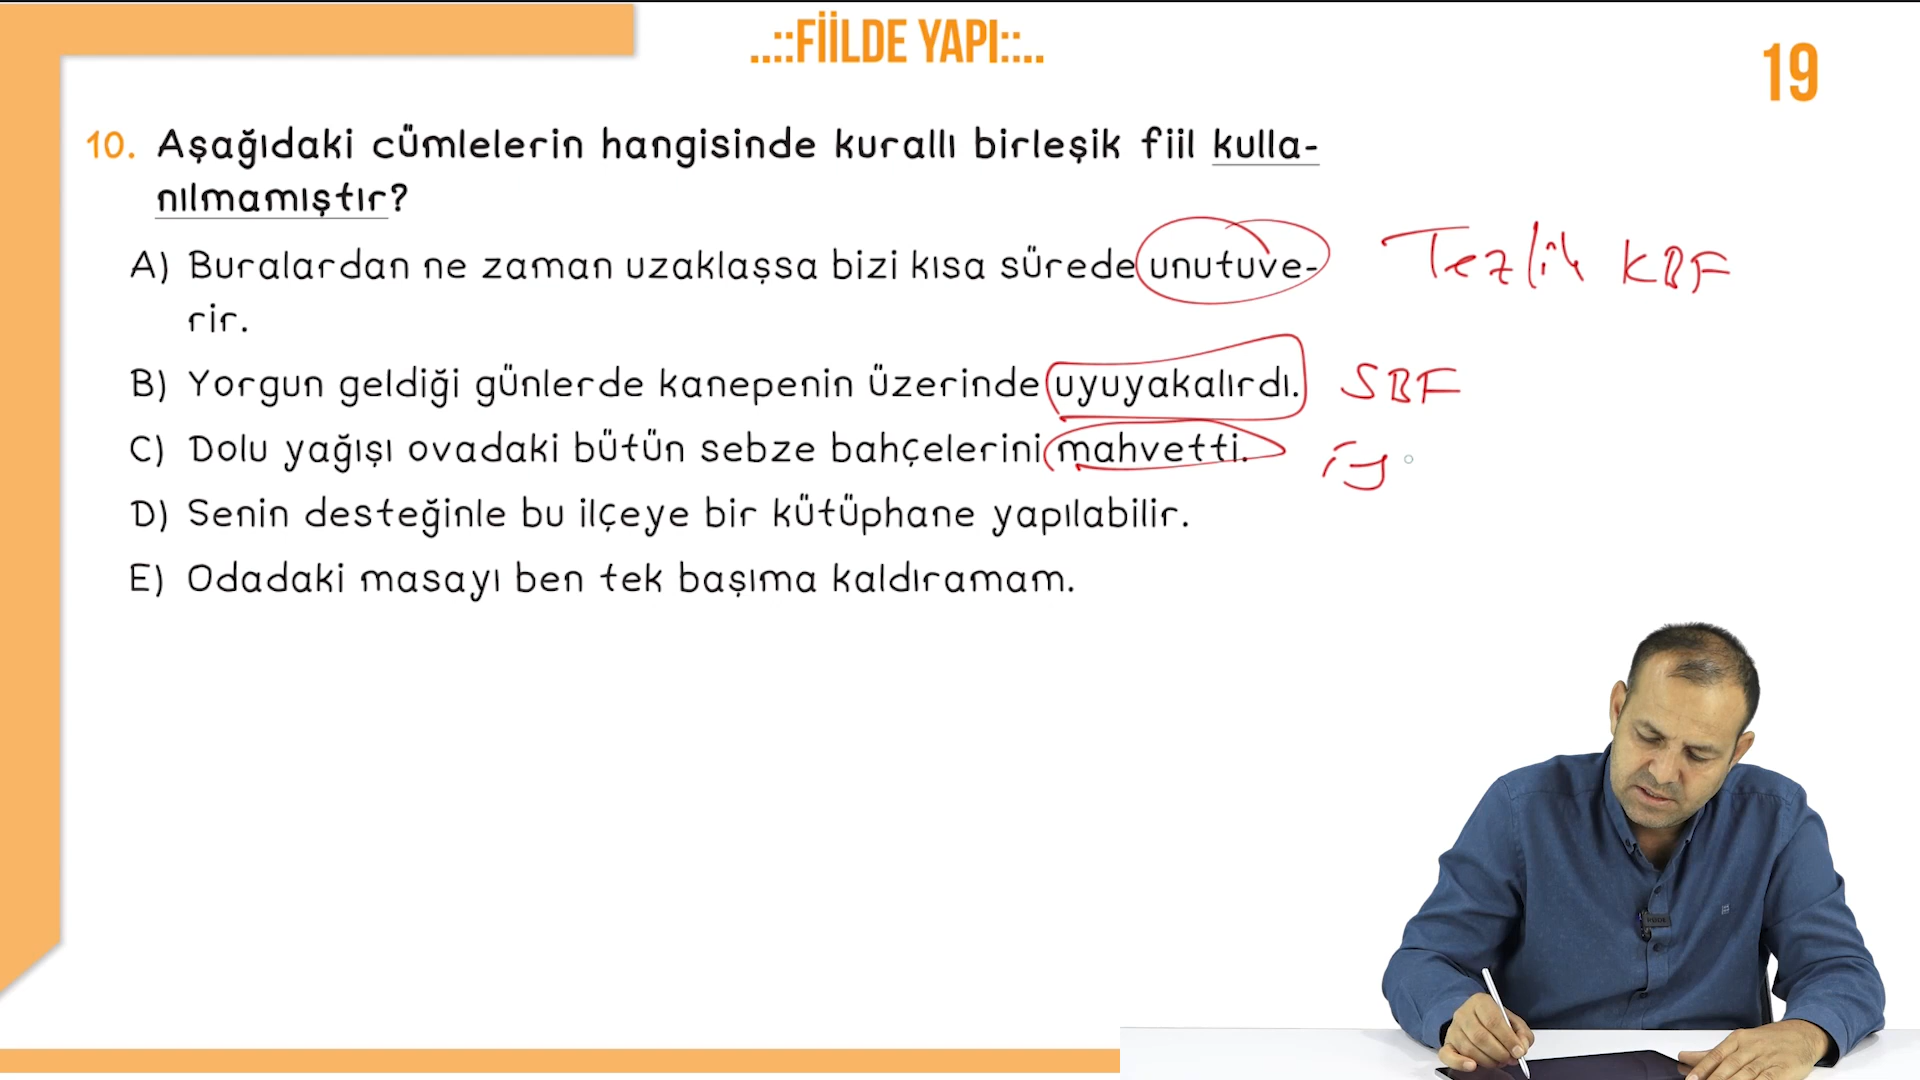 ..::FİİLDE YAPI::..
19
10. Aşağıdaki cümlelerin hangisinde kurallı birleşik fiil kulla-
nılmamıştır?
A) Buralardan ne zaman uzaklaşsa bizi kısa sürede unutuve-
rir.
Tezlik KBF
B) Yorgun geldiği günlerde kanepenin üzerinde uyuyakalırdı.
SBF
C) Dolu yağışı ovadaki bütün sebze bahçelerini mahvetti.
D) Senin desteğinle bu ilçeye bir kütüphane yapılabilir.
E) Odadaki masayı ben tek başıma kaldıramam.